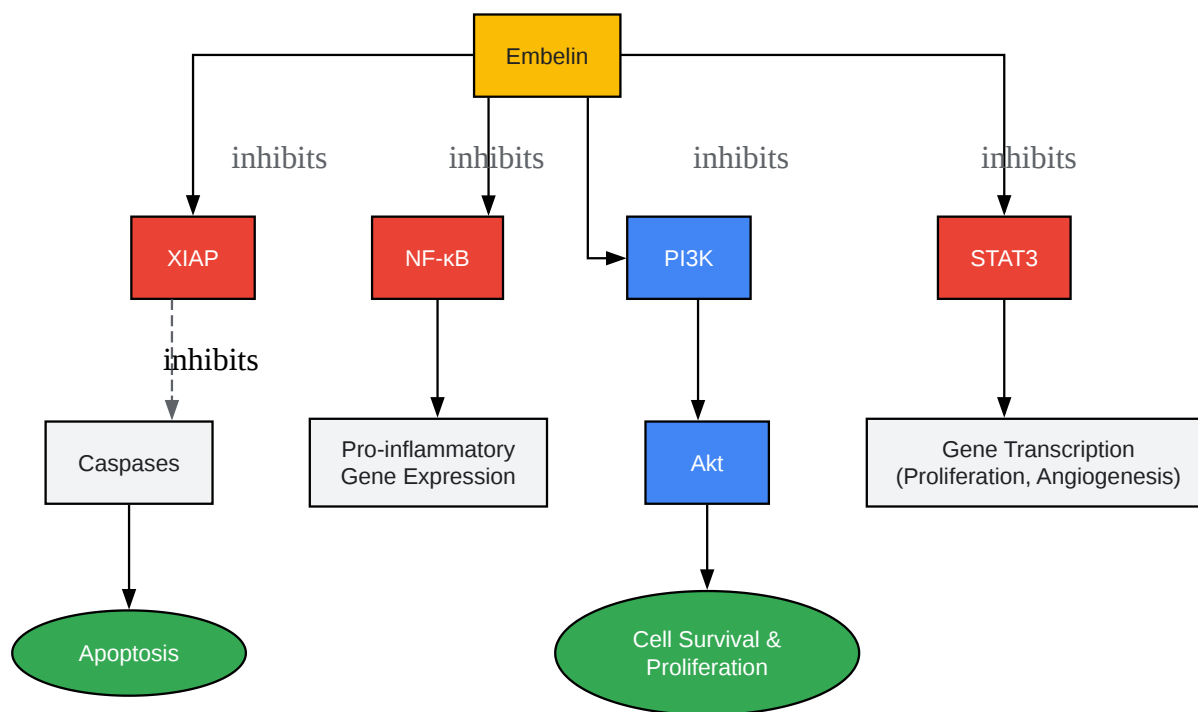 Embelin
inhibits
inhibits
inhibits
inhibits
XIAP
NF-κB
PI3K
STAT3
inhibits
Caspases
Pro-inflammatory
Gene Expression
Akt
Gene Transcription
(Proliferation, Angiogenesis)
Apoptosis
Cell Survival &
Proliferation